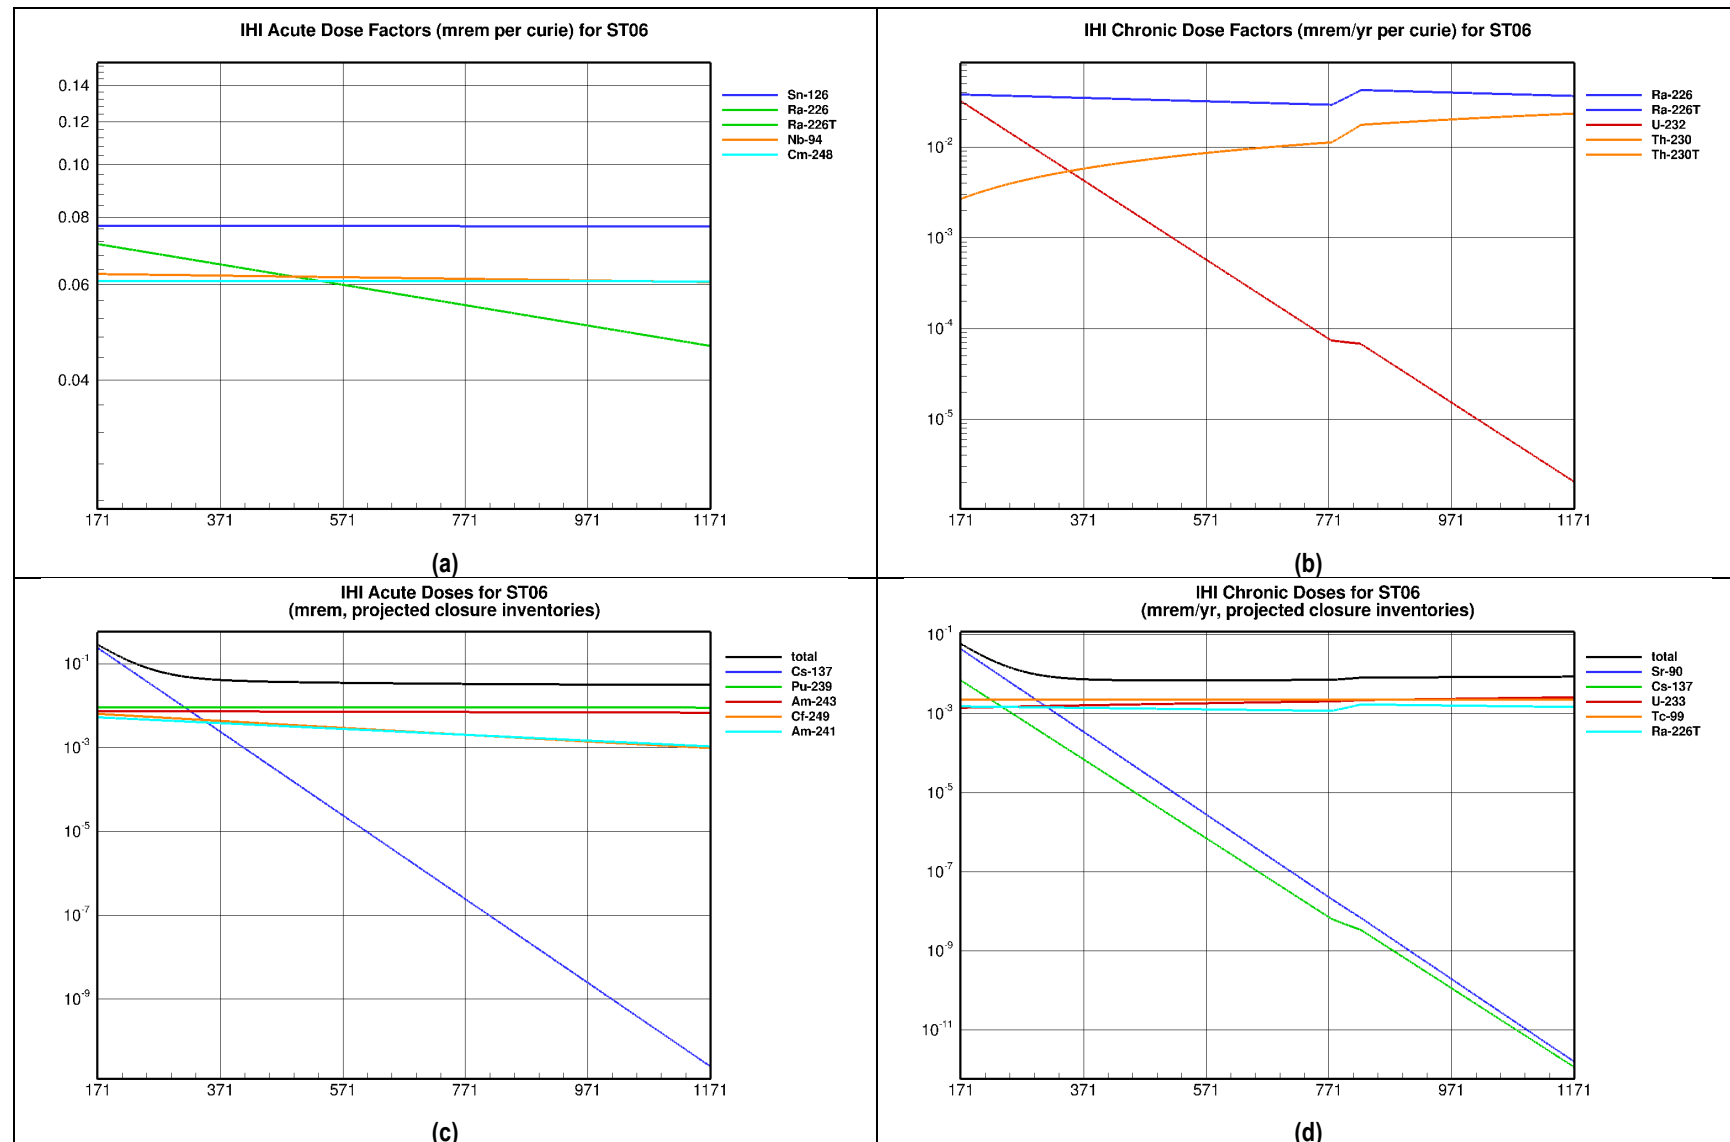 IHI Acute Dose Factors (mrem per curie) for ST06
0.14
0.12
0.10
0.08
0.06
0.04
171 371 571 771 971 1171
Sn-126
Ra-226
Ra-226T
Nb-94
Cm-248
(a)
IHI Chronic Dose Factors (mrem/yr per curie) for ST06
10-2
10-3
10-4
10-5
171 371 571 771 971 1171
Ra-226
Ra-226T
U-232
Th-230
Th-230T
(b)
IHI Acute Doses for ST06
(mrem, projected closure inventories)
10-1
10-3
10-5
10-7
10-9
171 371 571 771 971 1171
total
Cs-137
Pu-239
Am-243
Cf-249
Am-241
(c)
IHI Chronic Doses for ST06
(mrem/yr, projected closure inventories)
10-1
10-3
10-5
10-7
10-9
10-11
171 371 571 771 971 1171
total
Sr-90
Cs-137
U-233
Tc-99
Ra-226T
(d)